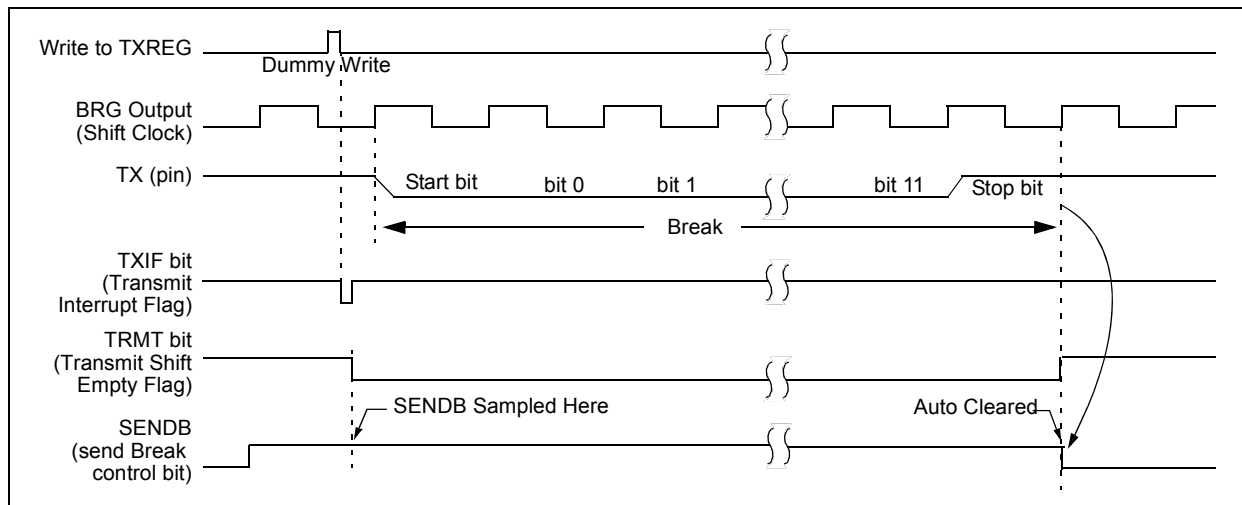 Write to TXREG
Dummy Write
BRG Output
(Shift Clock)
TX (pin)
Start bit
bit 0
bit 1
bit 11
Stop bit
Break
TXIF bit
(Transmit
Interrupt Flag)
TRMT bit
(Transmit Shift
Empty Flag)
SENDB Sampled Here
Auto Cleared
SENDB
(send Break
control bit)